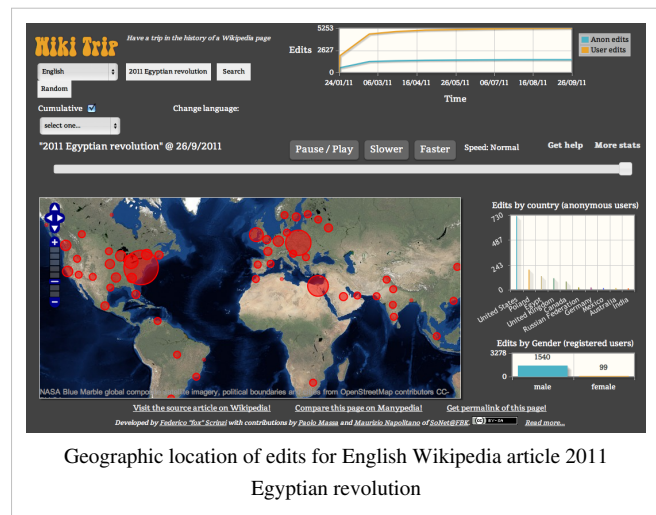 Wiki Trip
Have a trip in the history of a Wikipedia page
English
2011 Egyptian revolution
Search
Random
Cumulative
Change language:
select one...
5253
Edits
2627
0
24/01/11
06/03/11
16/04/11
26/05/11
06/07/11
16/08/11
26/09/11
Time
Anon edits
User edits
"2011 Egyptian revolution" @ 26/9/2011
Pause / Play
Slower
Faster
Speed: Normal
Get help
More stats
NASA Blue Marble global
imagery, political boundaries
from OpenStreetMap contributors CC-
Edits by country (anonymous users)
730
487
243
0
United States
Poland
Egypt
United Kingdom
Canada
Russian Federation
Germany
Mexico
Australia
India
Edits by Gender (registered users)
3278
1540
99
0
male
female
Visit the source article on Wikipedia!
Compare this page on Manypedia!
Get permalink of this page!
Developed by Federico "fox" Scrinzi with contributions by Paolo Massa and Maurizio Napolitano of SoNet@FBK.
Read more...
Geographic location of edits for English Wikipedia article 2011
Egyptian revolution